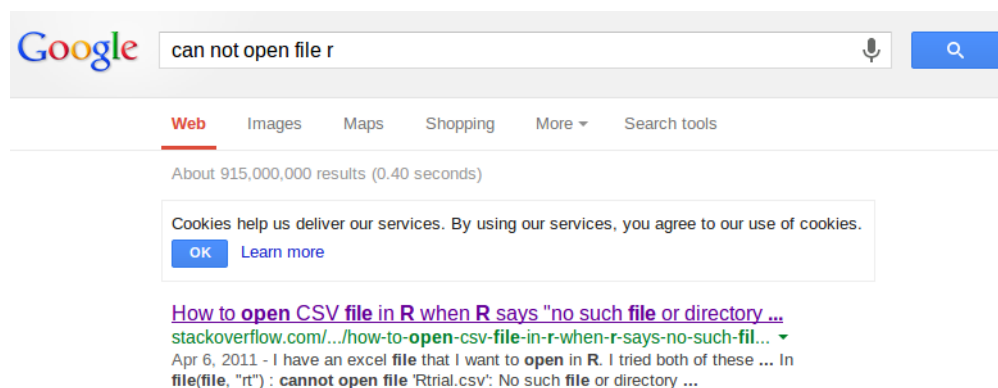 Google can not open file r
Web Images Maps Shopping More Search tools
About 915,000,000 results (0.40 seconds)
Cookies help us deliver our services. By using our services, you agree to our use of cookies.
OK Learn more
How to open CSV file in R when R says "no such file or directory ...
stackoverflow.com/.../how-to-open-csv-file-in-r-when-r-says-no-such-fil...
Apr 6, 2011 - I have an excel file that I want to open in R. I tried both of these ... In
file(file, "rt") : cannot open file 'Rtrial.csv': No such file or directory ...